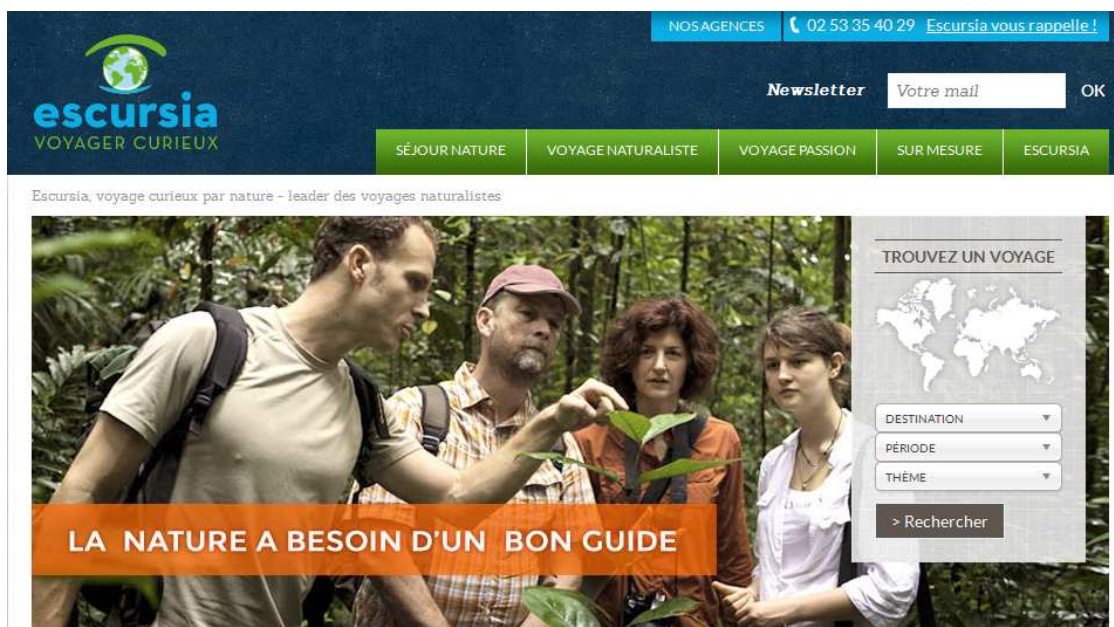 NOS AGENCES
02 53 35 40 29 Escursia vous rappelle !
escursia
VOYAGER CURIEUX
Newsletter
Votre mail
OK
SÉJOUR NATURE
VOYAGE NATURALISTE
VOYAGE PASSION
SUR MESURE
ESCURSIA
Escursia, voyage curieux par nature - leader des voyages naturalistes
TROUVEZ UN VOYAGE
DESTINATION
PÉRIODE
THÈME
> Rechercher
LA NATURE A BESOIN D'UN BON GUIDE